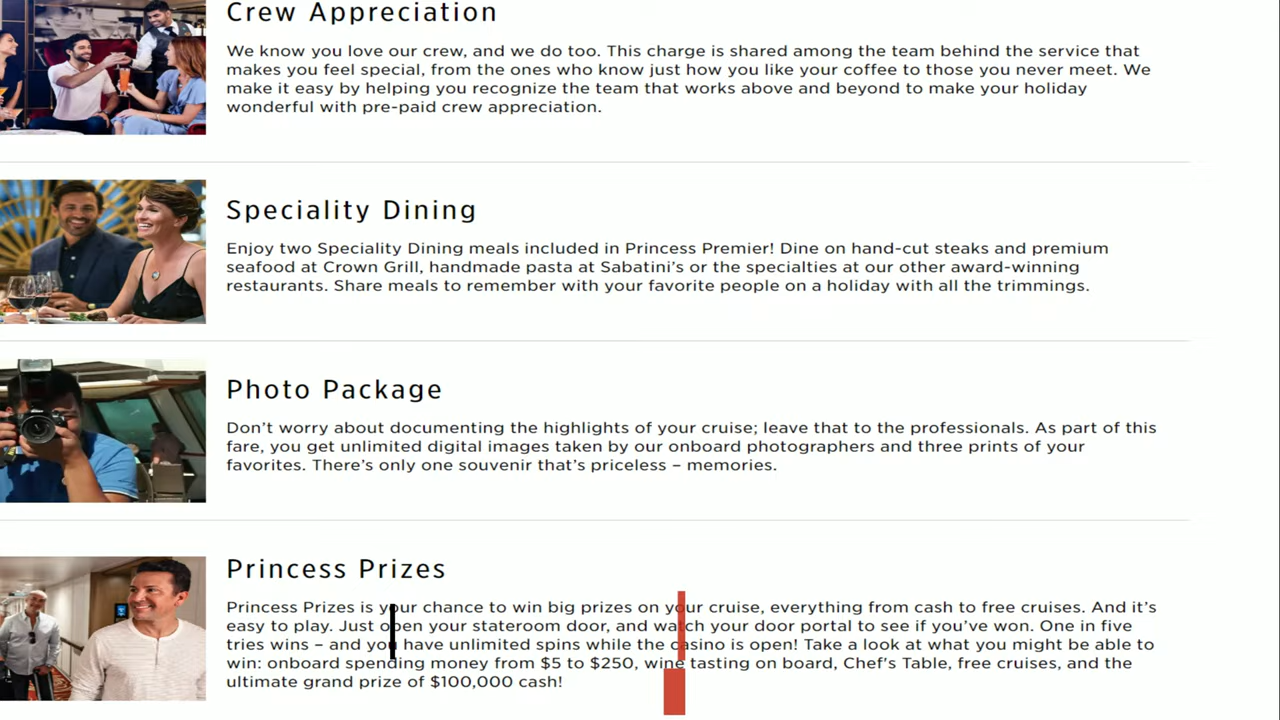 Crew Appreciation
We know you love our crew, and we do too. This charge is shared among the team behind the service that
makes you feel special, from the ones who know just how you like your coffee to those you never meet. We
make it easy by helping you recognize the team that works above and beyond to make your holiday
wonderful with pre-paid crew appreciation.
Speciality Dining
Enjoy two Speciality Dining meals included in Princess Premier! Dine on hand-cut steaks and premium
seafood at Crown Grill, handmade pasta at Sabatini’s or the specialties at our other award-winning
restaurants. Share meals to remember with your favorite people on a holiday with all the trimmings.
Photo Package
Don’t worry about documenting the highlights of your cruise; leave that to the professionals. As part of this
fare, you get unlimited digital images taken by our onboard photographers and three prints of your
favorites. There’s only one souvenir that’s priceless – memories.
Princess Prizes
Princess Prizes is your chance to win big prizes on your cruise, everything from cash to free cruises. And it’s
easy to play. Just open your stateroom door, and watch your door portal to see if you’ve won. One in five
tries wins – and you have unlimited spins while the casino is open! Take a look at what you might be able to
win: onboard spending money from $5 to $250, wine tasting on board, Chef's Table, free cruises, and the
ultimate grand prize of $100,000 cash!